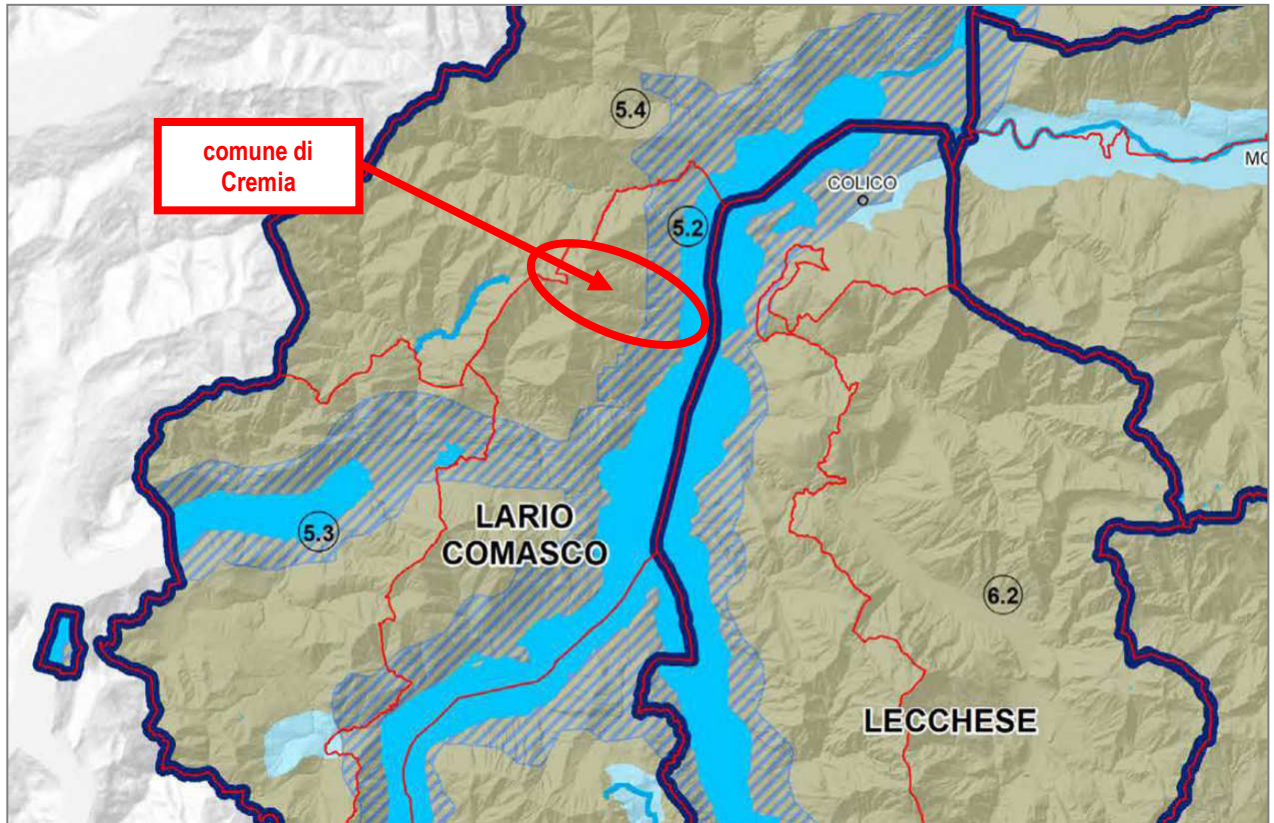 5.4
comune di
Cremia
MO
COLICO
5.2
LARIO
COMASCO
5.3
6.2
LECCHESE